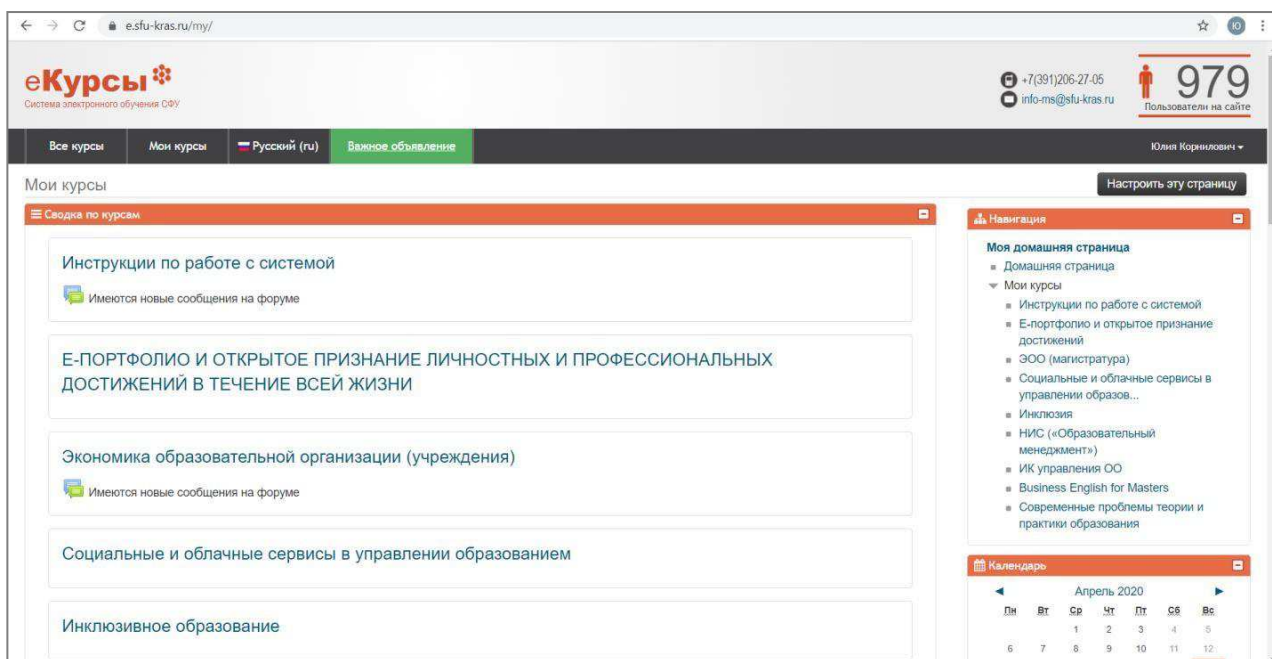 e.sfu-kras.ru/my/
Ю
еКурсы
Система электронного обучения СФУ
+7(391)206-27-05
info-ms@sfu-kras.ru
979
Пользователи на сайте
Все курсы
Мои курсы
Русский (ru)
Важное объявление
Юлия Корнилович
Мои курсы
Настроить эту страницу
Сводка по курсам
Инструкции по работе с системой
Имеются новые сообщения на форуме
Е-ПОРТФОЛИО И ОТКРЫТОЕ ПРИЗНАНИЕ ЛИЧНОСТНЫХ И ПРОФЕССИОНАЛЬНЫХ
ДОСТИЖЕНИЙ В ТЕЧЕНИЕ ВСЕЙ ЖИЗНИ
Экономика образовательной организации (учреждения)
Имеются новые сообщения на форуме
Социальные и облачные сервисы в управлении образованием
Инклюзивное образование
Навигация
Моя домашняя страница
Домашняя страница
Мои курсы
Инструкции по работе с системой
Е-портфолио и открытое признание
достижений
ЭОО (магистратура)
Социальные и облачные сервисы в
управлении образов...
Инклюзия
НИС («Образовательный
менеджмент»)
ИК управления ОО
Business English for Masters
Современные проблемы теории и
практики образования
Календарь
Апрель 2020
Пн Вт Ср Чт Пт Сб Вс
1 2 3 4 5
6 7 8 9 10 11 12